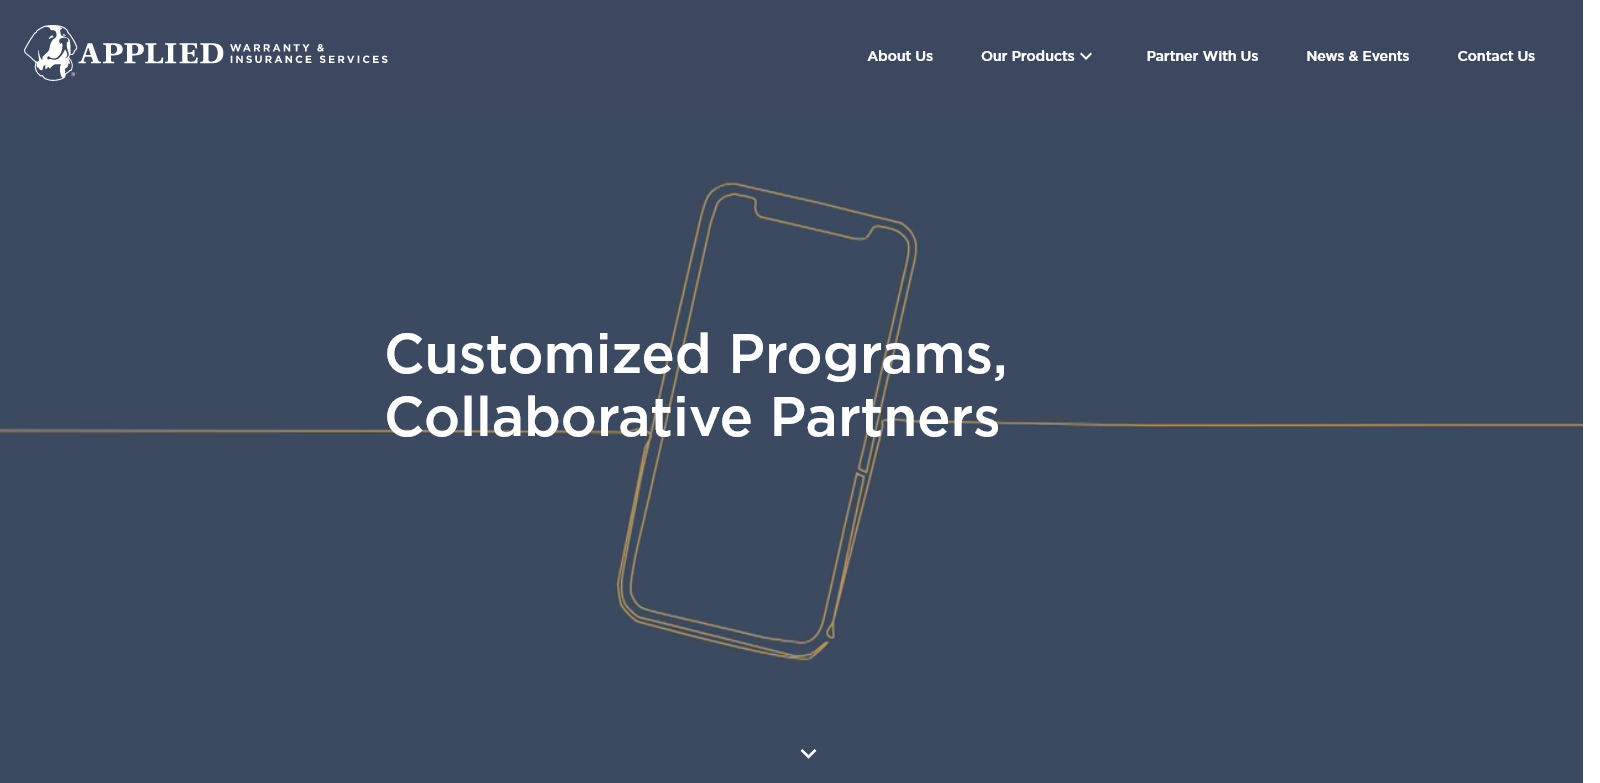 APPLIED WARRANTY &
INSURANCE SERVICES
About Us
Our Products
Partner With Us
News & Events
Contact Us
Customized Programs,
Collaborative Partners